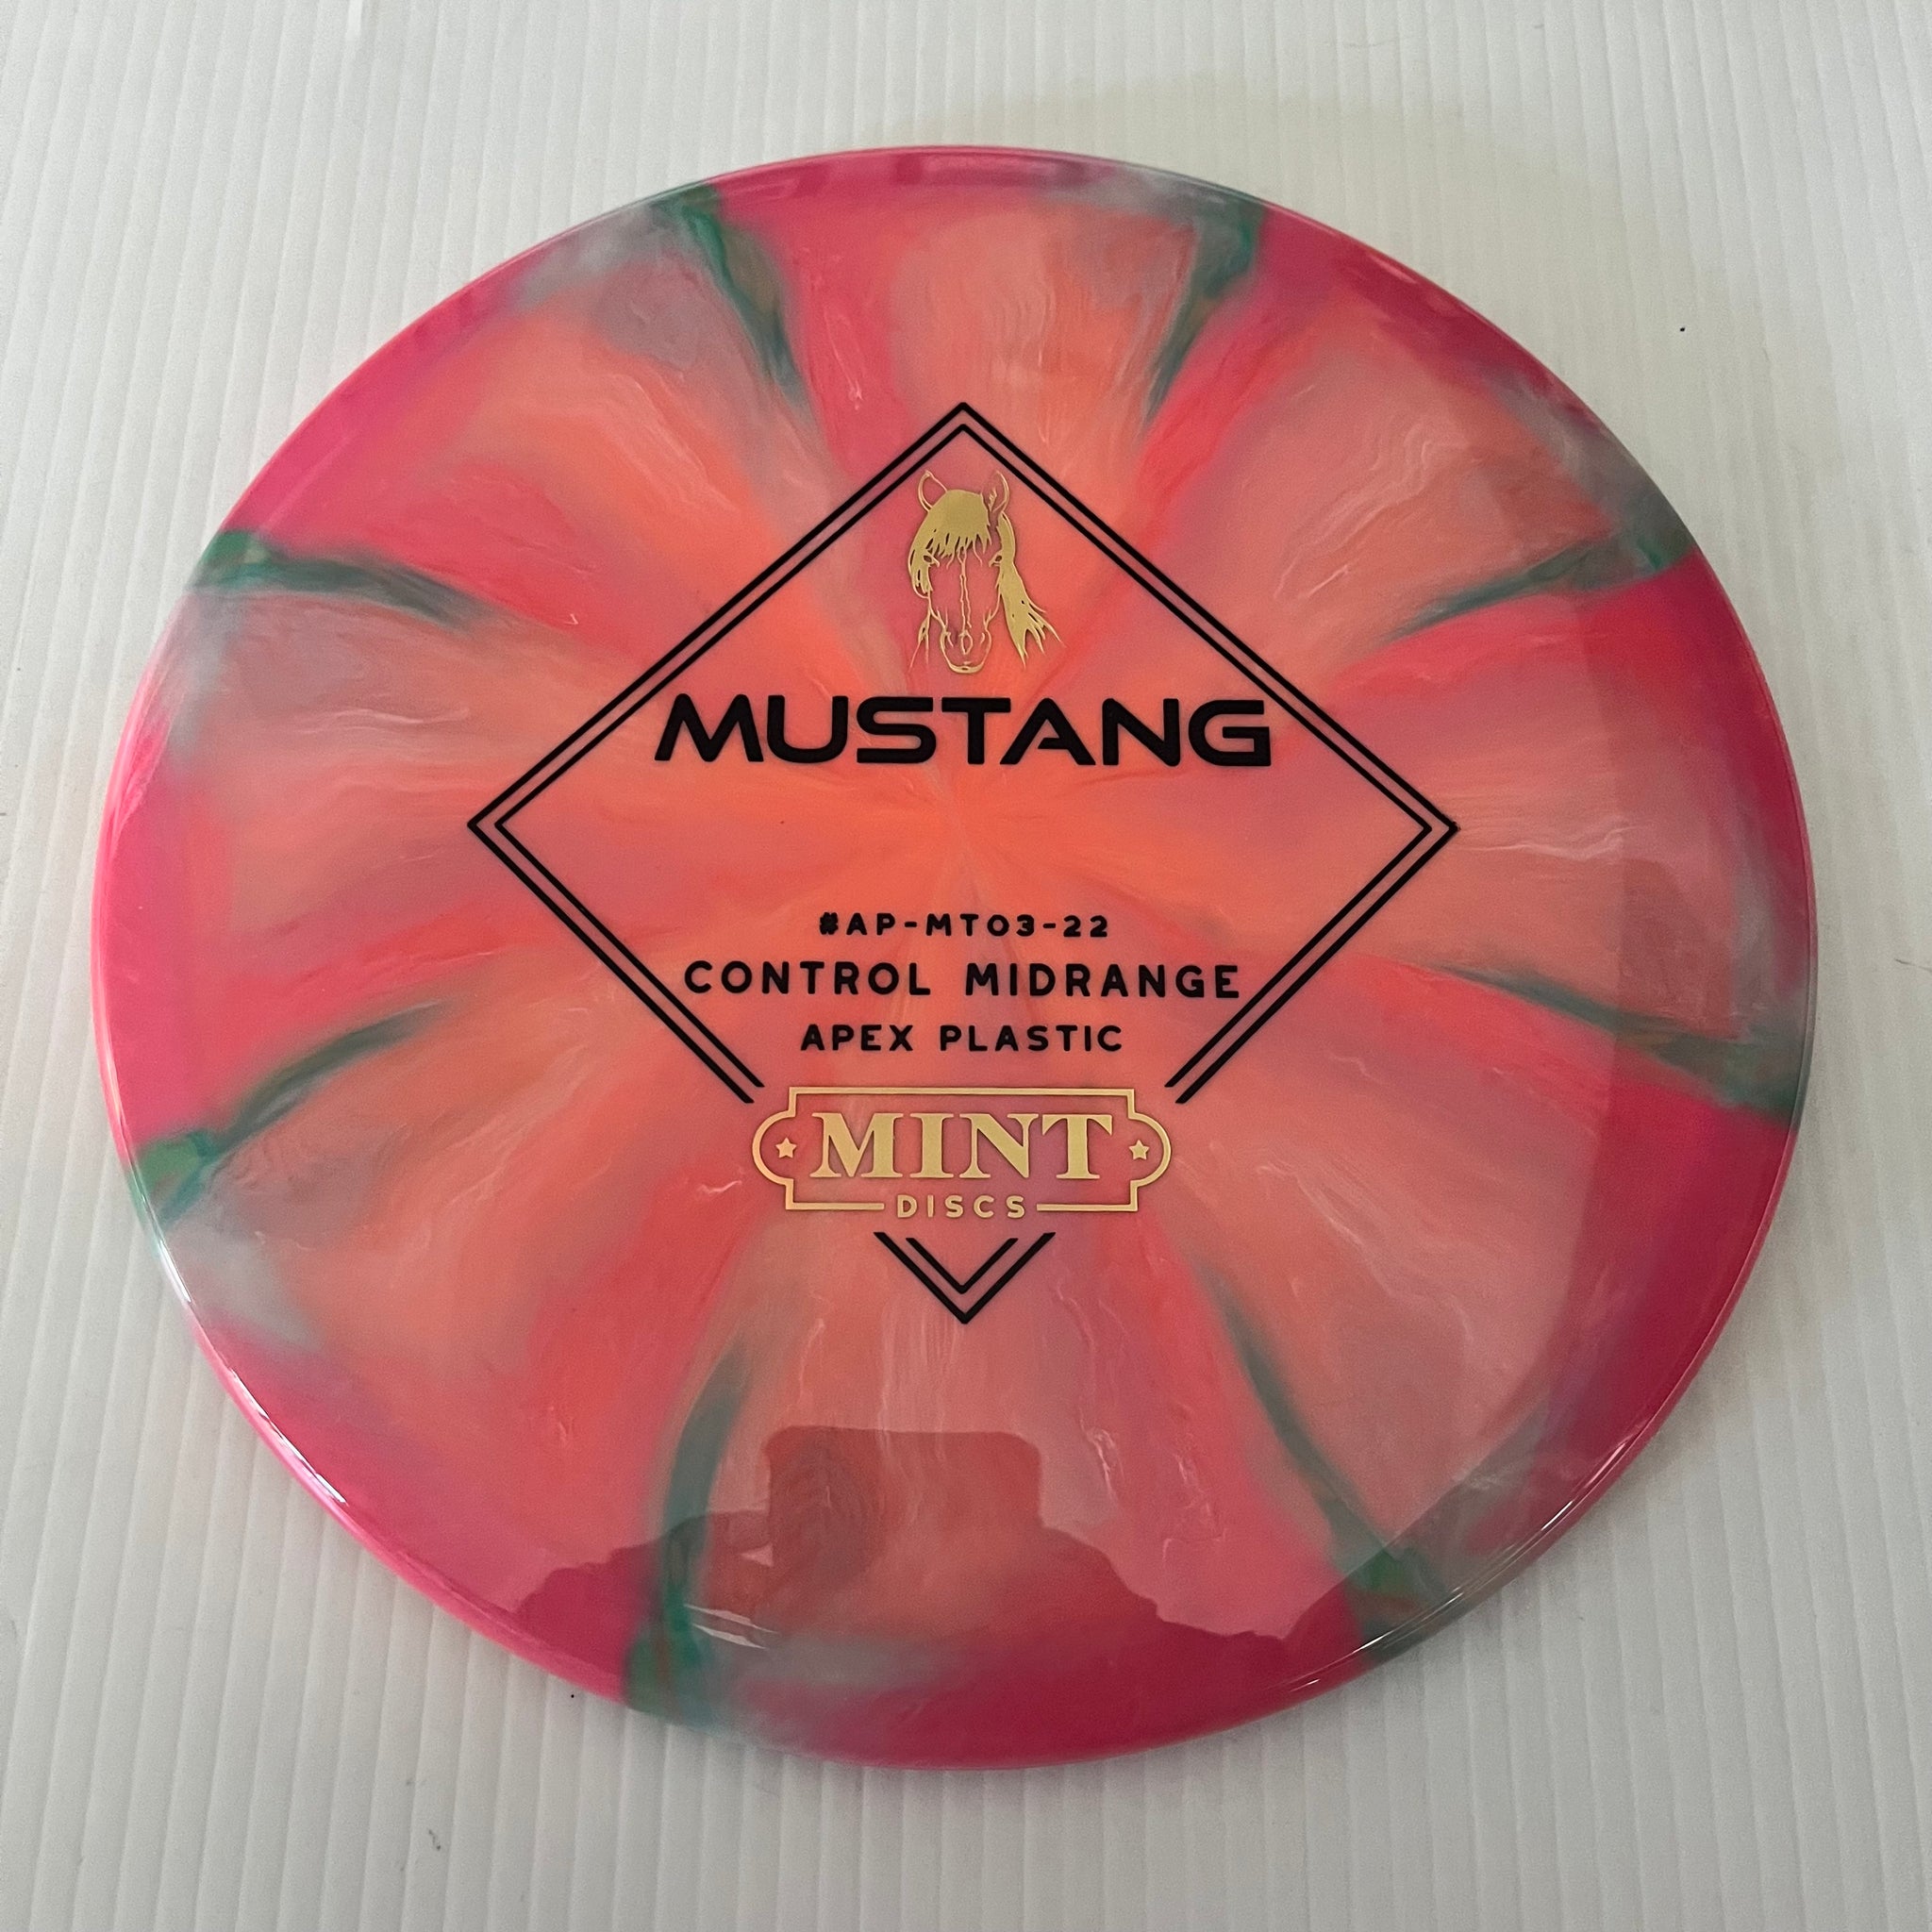 MUSTANG
#AP-MT03-22
CONTROL MIDRANGE
APEX PLASTIC
MINT
DISCS